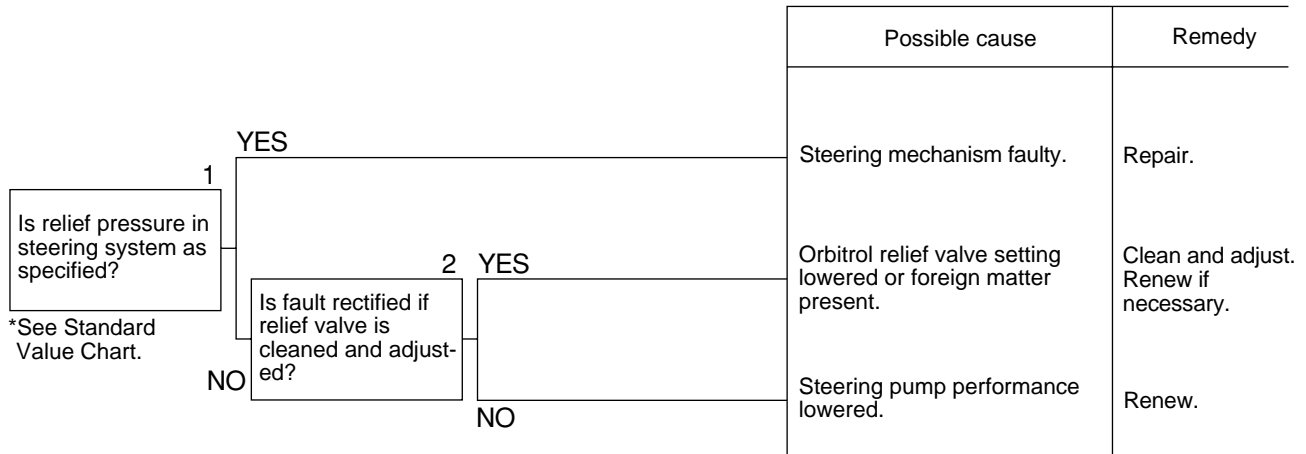 Possible cause
Remedy
YES
Steering mechanism faulty.
Repair.
1
Is relief pressure in
steering system as
specified?
*See Standard
Value Chart.
2
YES
Orbitrol relief valve setting
lowered or foreign matter
present.
Clean and adjust.
Renew if
necessary.
Is fault rectified if
relief valve is
cleaned and adjust-
ed?
NO
Steering pump performance
lowered.
Renew.
NO